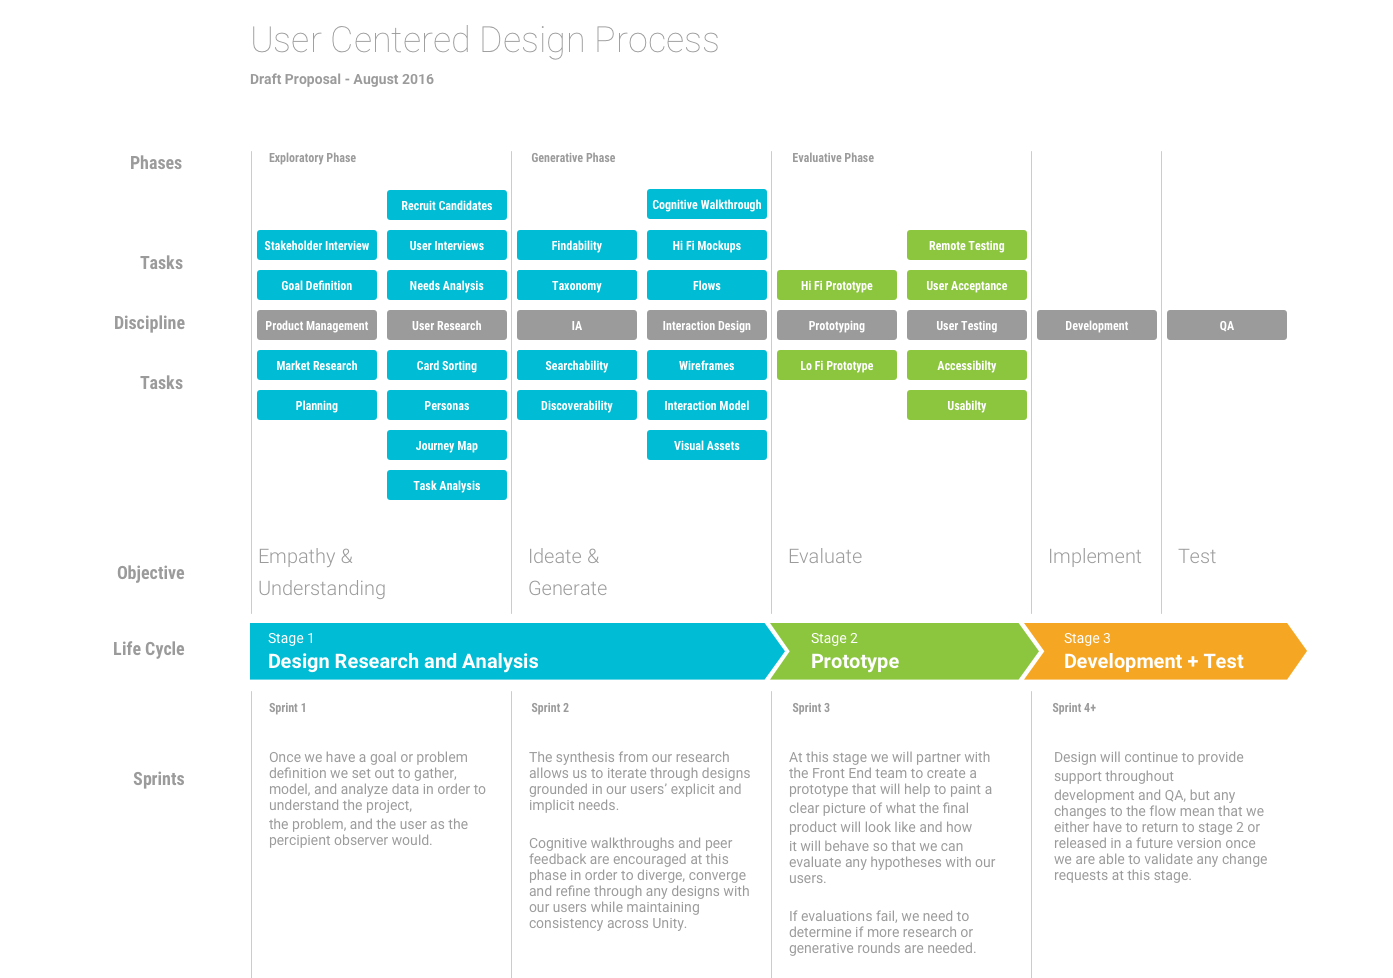 User Centered Design Process
Draft Proposal - August 2016
Phases
Exploratory Phase
Generative Phase
Evaluative Phase
Recruit Candidates
Cognitive Walkthrough
Tasks
Stakeholder Interview
User Interviews
Findability
Hi Fi Mockups
Remote Testing
Goal Definition
Needs Analysis
Taxonomy
Flows
Hi Fi Prototype
User Acceptance
Discipline
Product Management
User Research
IA
Interaction Design
Prototyping
User Testing
Development
QA
Tasks
Market Research
Card Sorting
Searchability
Wireframes
Lo Fi Prototype
Accessibilty
Planning
Personas
Discoverability
Interaction Model
Usabilty
Journey Map
Visual Assets
Task Analysis
Objective
Empathy &
Understanding
Ideate &
Generate
Evaluate
Implement
Test
Life Cycle
Stage 1
Design Research and Analysis
Stage 2
Prototype
Stage 3
Development + Test
Sprints
Sprint 1
Once we have a goal or problem
definition we set out to gather,
model, and analyze data in order to
understand the project,
the problem, and the user as the
percipient observer would.
Sprint 2
The synthesis from our research
allows us to iterate through designs
grounded in our users’ explicit and
implicit needs.
Cognitive walkthroughs and peer
feedback are encouraged at this
phase in order to diverge, converge
and refine through any designs with
our users while maintaining
consistency across Unity.
Sprint 3
At this stage we will partner with
the Front End team to create a
prototype that will help to paint a
clear picture of what the final
product will look like and how
it will behave so that we can
evaluate any hypotheses with our
users.
If evaluations fail, we need to
determine if more research or
generative rounds are needed.
Sprint 4+
Design will continue to provide
support throughout
development and QA, but any
changes to the flow mean that we
either have to return to stage 2 or
released in a future version once
we are able to validate any change
requests at this stage.